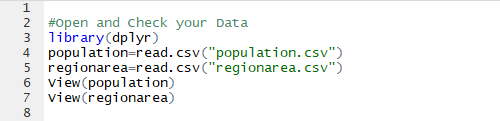 1
2 #Open and Check your Data
3 library(dplyr)
4 population=read.csv("population.csv")
5 regionarea=read.csv("regionarea.csv")
6 View(population)
7 View(regionarea)
8